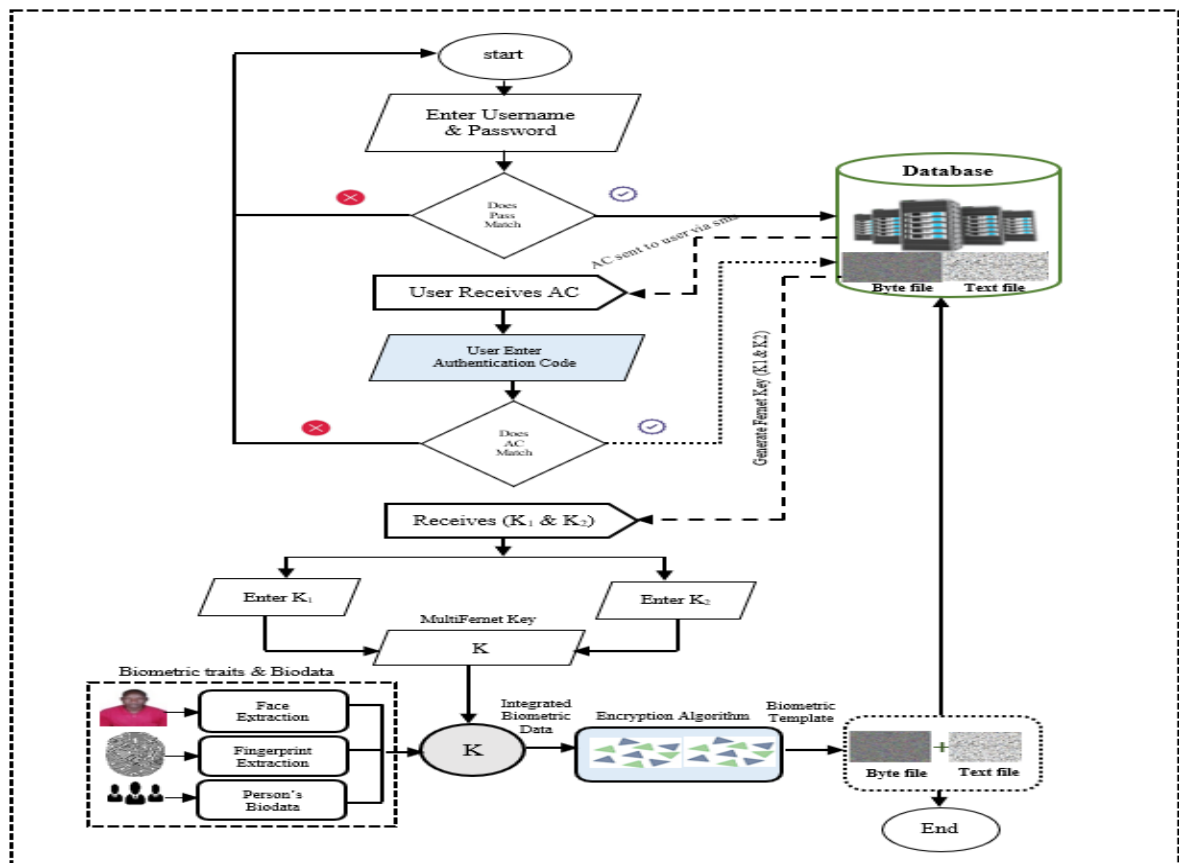 start
Enter Username
& Password
Does
Pass
Match
Database
Byte file
Text file
AC sent to user via sms
User Receives AC
User Enter
Authentication Code
Does
AC
Match
Generate Fernet Key (K1 & K2)
Receives (K₁ & K₂)
Enter K₁
Enter K₂
MultiFernet Key
K
Biometric traits & Biodata
Face
Extraction
Fingerprint
Extraction
Person's
Biodata
K
Integrated
Biometric
Data
Encryption Algorithm
Biometric
Template
+
Byte file
Text file
End